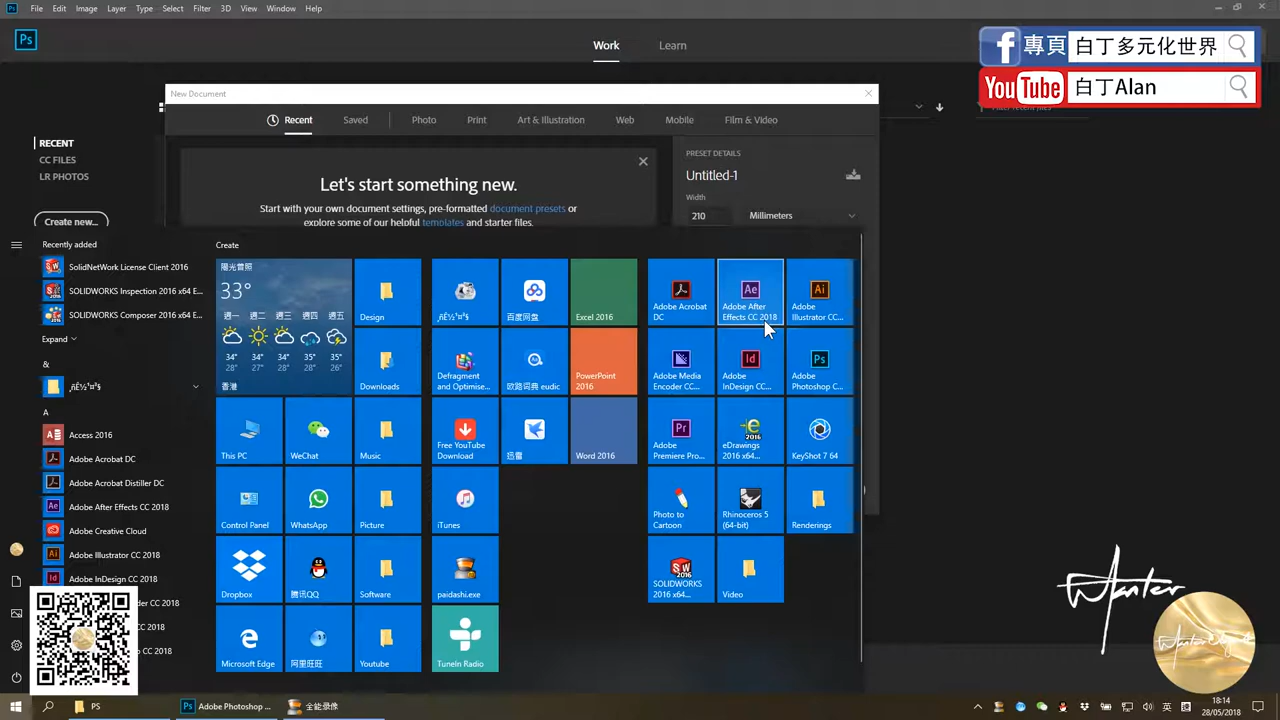 File Edit Image Layer Type Select Filter 3D View Window Help
Ps
Work Learn
f 專頁 白丁多元化世界
YouTube 白丁Alan
New Document
Recent Saved Photo Print Art & Illustration Web Mobile Film & Video
RECENT
CC FILES
LR PHOTOS
Create new...
Let's start something new.
Start with your own document settings, pre-formatted document presets or
explore some of our helpful templates and starter files.
PRESET DETAILS
Untitled-1
Width
210 Millimeters
Recently added
SolidNetWork License Client 2016
SOLIDWORKS Inspection 2016 x64 E...
SOLIDWORKS Composer 2016 x64 E...
Expand
&
A
Access 2016
Adobe Acrobat DC
Adobe Acrobat Distiller DC
Adobe After Effects CC 2018
Adobe Creative Cloud
Adobe Illustrator CC 2018
Adobe InDesign CC 2018
CC 2018
CC 2018
2018
Create
陽光普照
33°
週一 週二 週三 週四 週五
34° 34° 34° 34° 35°
28° 27° 28° 28° 26°
香港
Design
百度网盘
Excel 2016
Adobe Acrobat
DC
Adobe After
Effects CC 2018
Adobe
Illustrator CC...
Downloads
Defragment
and Optimise...
欧路词典 eudic
PowerPoint
2016
Adobe Media
Encoder CC...
Adobe
InDesign CC...
Adobe
Photoshop C...
This PC
WeChat
Music
Free YouTube
Download
迅雷
Word 2016
Adobe
Premiere Pro...
eDrawings
2016 x64...
KeyShot 7 64
Control Panel
WhatsApp
Picture
iTunes
Photo to
Cartoon
Rhinoceros 5
(64-bit)
Renderings
Dropbox
腾讯QQ
Software
paidashi.exe
SOLIDWORKS
2016 x64...
Video
Microsoft Edge
阿里旺旺
Youtube
TuneIn Radio
PS
Adobe Photoshop ...
全能录像
英
18:14
28/05/2018